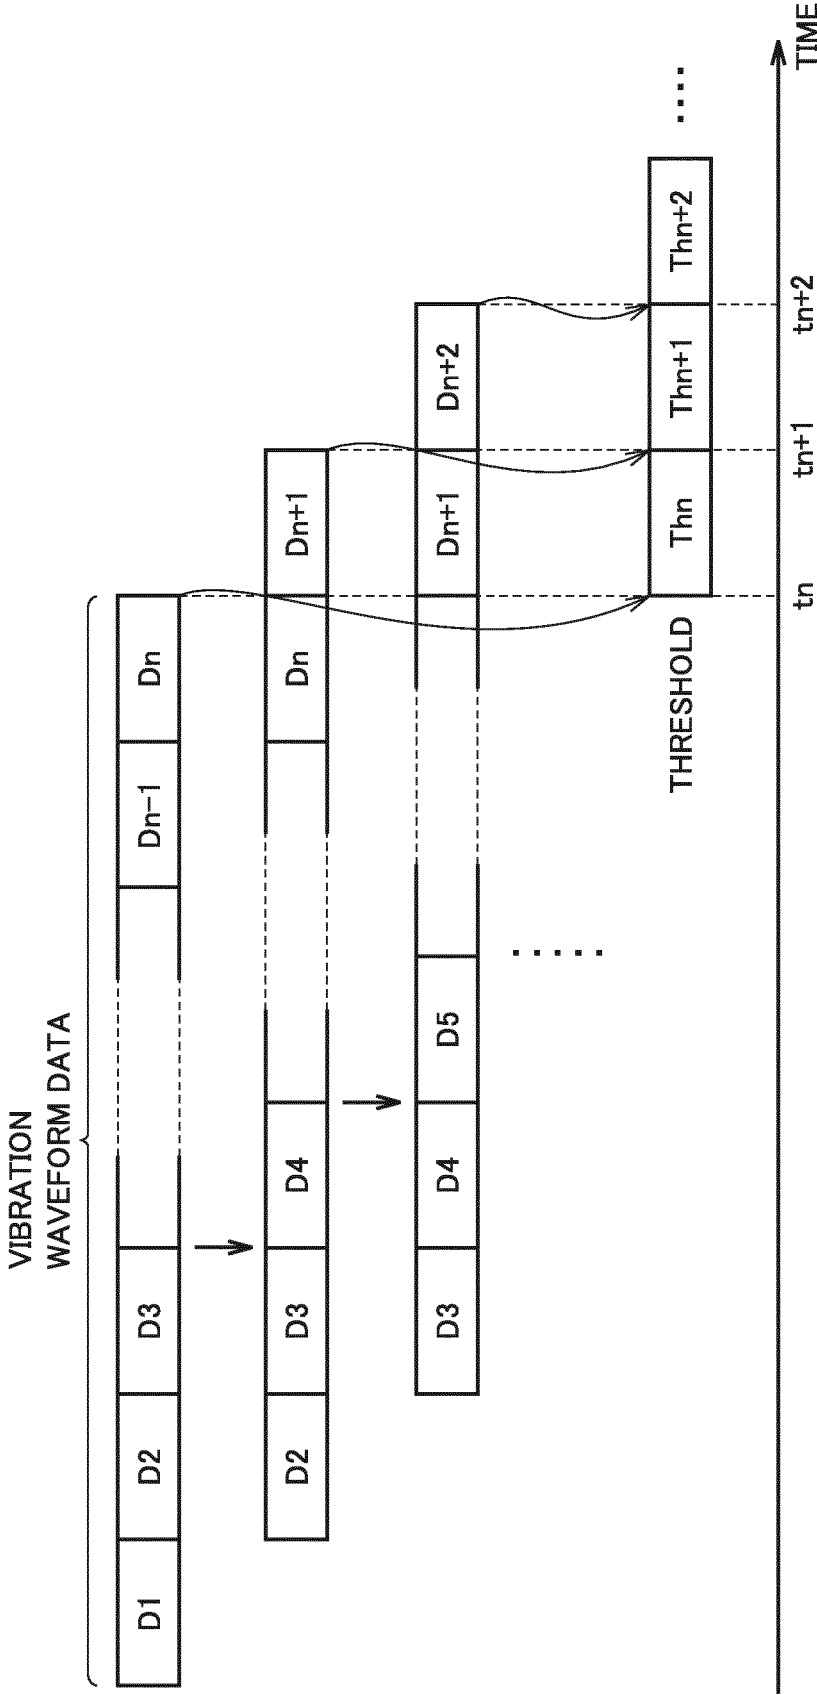 VIBRATION
WAVEFORM DATA
D1 D2 D3 Dn-1 Dn
D2 D3 D4 Dn Dn+1
D3 D4 D5 Dn+1 Dn+2
THRESHOLD Thn Thn+1 Thn+2
tn tn+1 tn+2
TIME